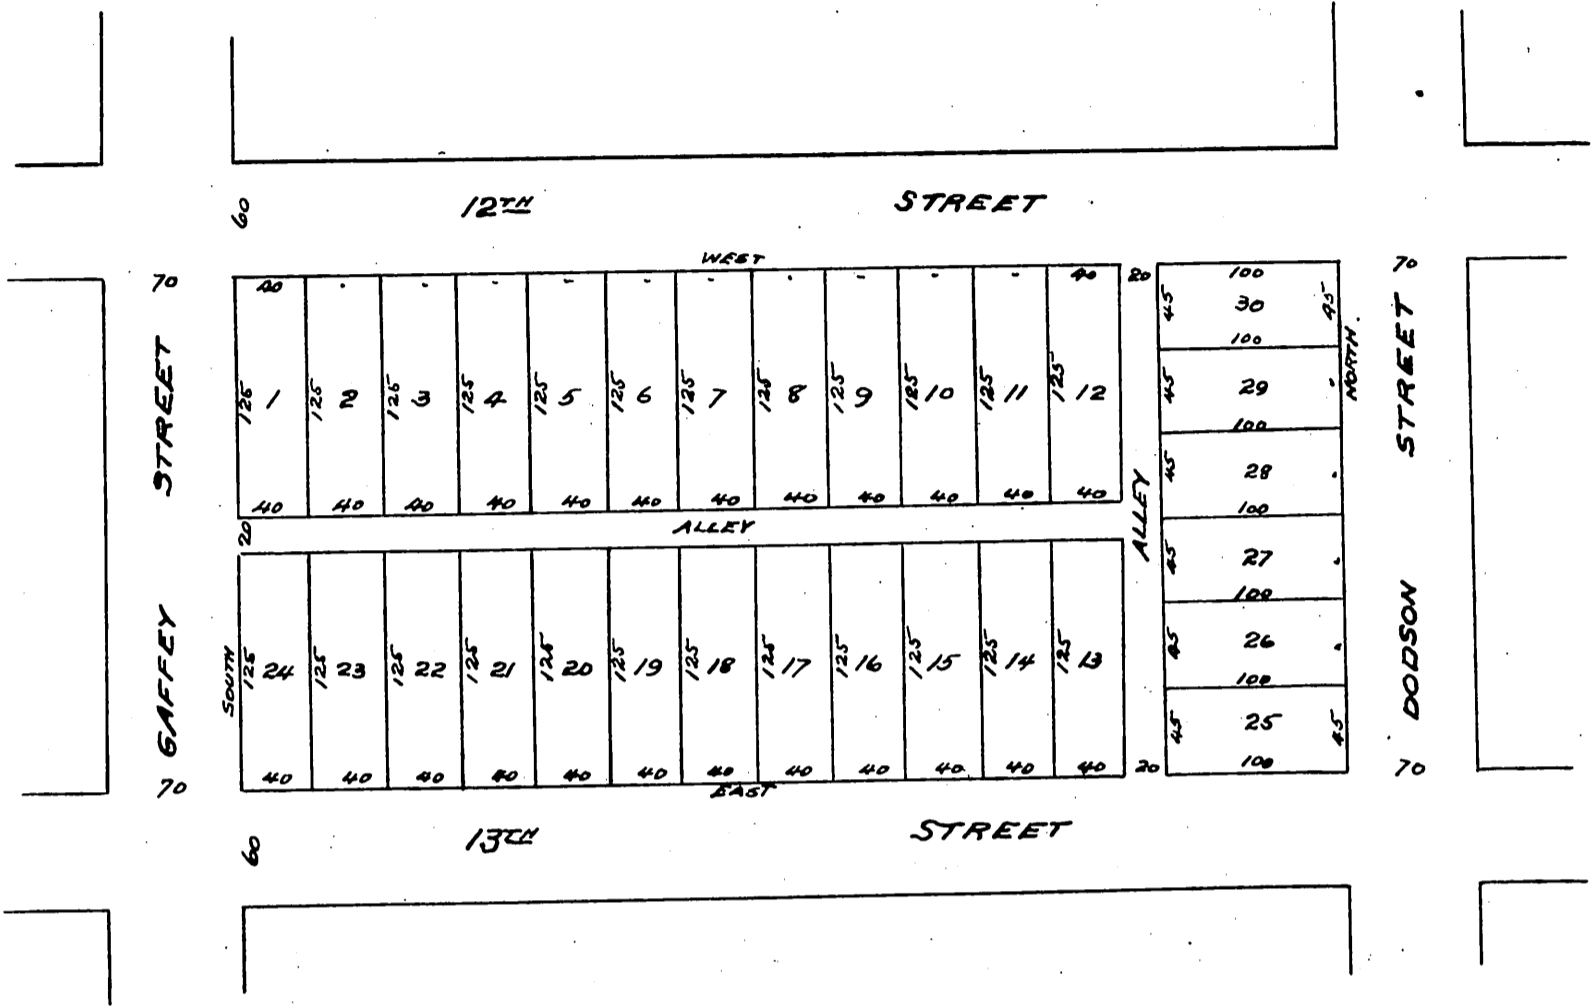 60 12TH STREET
WEST
70 40 40 20 100 70
45 30 45
100
STREET STREET
NORTH.
125 1 125 2 125 3 125 4 125 5 125 6 125 7 125 8 125 9 125 10 125 11 125 12 45 29
100
45 28
100
40 40 40 40 40 40 40 40 40 40 40 40
20 ALLEY ALLEY
45 27
100
GAFFEY DODSON
SOUTH
125 24 125 23 125 22 125 21 125 20 125 19 125 18 125 17 125 16 125 15 125 14 125 13 45 26
100
45 25 45
100
70 40 40 40 40 40 40 40 40 40 40 40 40 20 70
EAST
60 13TH STREET